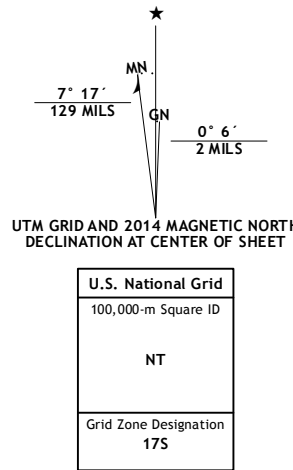 MN
7° 17´
129 MILS
GN
0° 6´
2 MILS
UTM GRID AND 2014 MAGNETIC NORTH
DECLINATION AT CENTER OF SHEET
U.S. National Grid
100,000-m Square ID
NT
Grid Zone Designation
17S